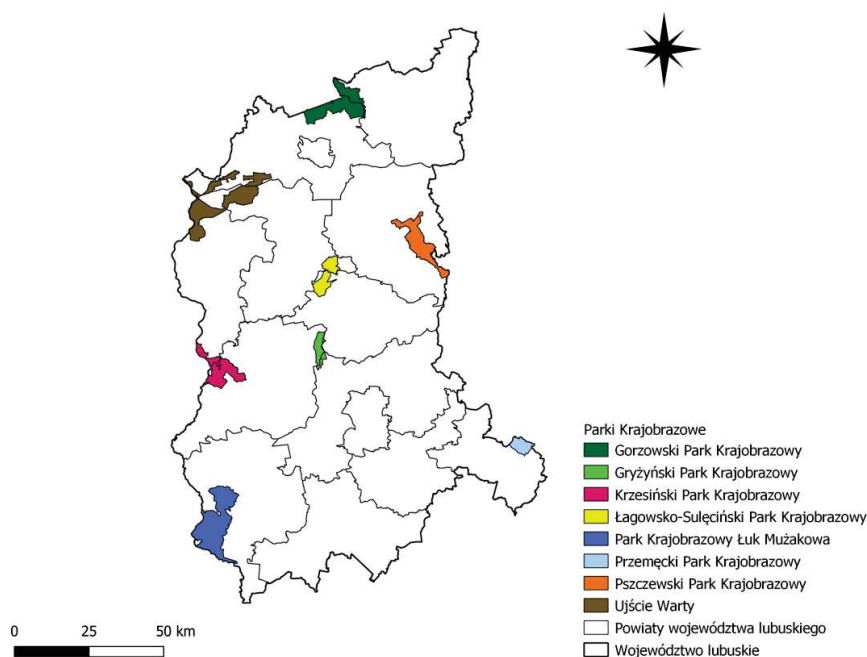 Parki Krajobrazowe
Gorzowski Park Krajobrazowy
Gryżyński Park Krajobrazowy
Krzesiński Park Krajobrazowy
Łagowsko-Sulęciński Park Krajobrazowy
Park Krajobrazowy Łuk Mużakowa
Przemęcki Park Krajobrazowy
Pszczewski Park Krajobrazowy
Ujście Warty
Powiaty województwa lubuskiego
Województwo lubuskie
0 25 50 km